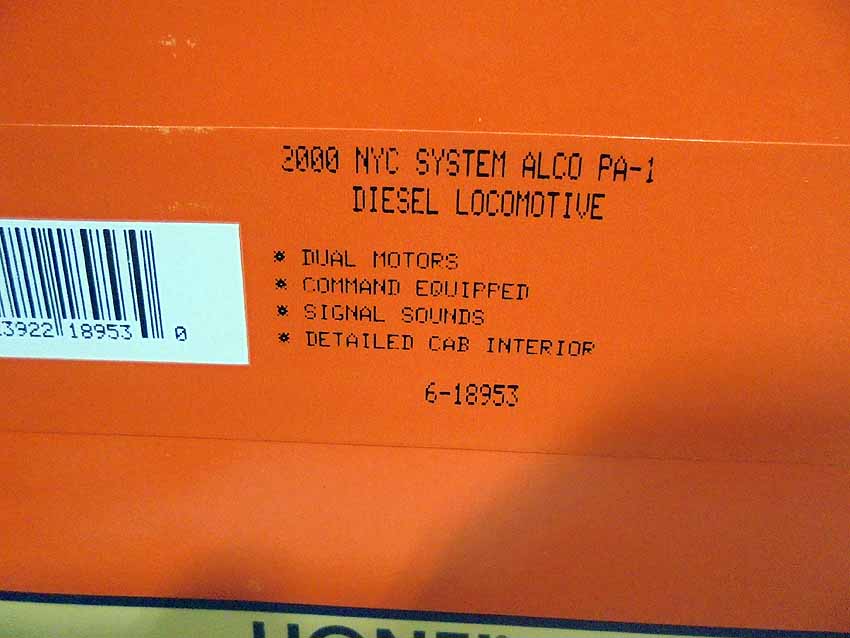 2000 NYC SYSTEM ALCO PA-1
DIESEL LOCOMOTIVE
* DUAL MOTORS
* COMMAND EQUIPPED
* SIGNAL SOUNDS
* DETAILED CAB INTERIOR
6-18953
3922 18953 0